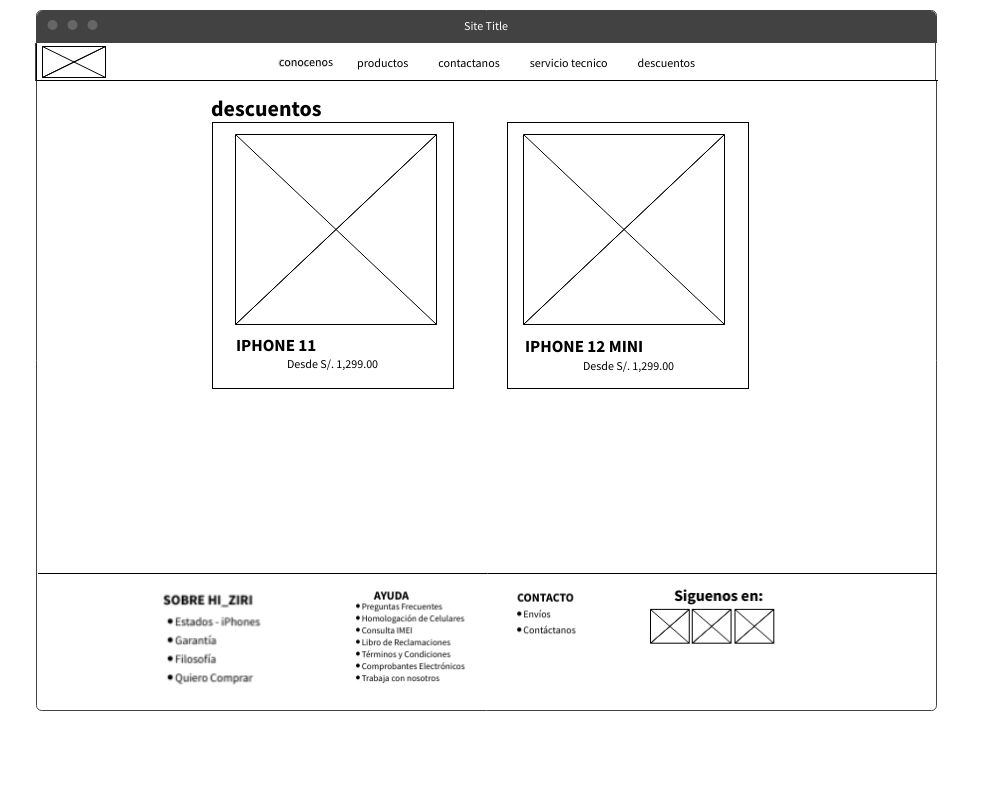 Site Title
conocenos productos contactanos servicio tecnico descuentos
descuentos
IPHONE 11
Desde S/. 1,299.00
IPHONE 12 MINI
Desde S/. 1,299.00
SOBRE HI_ZIRI
Estados - iPhones
Garantía
Filosofía
Quiero Comprar
AYUDA
Preguntas Frecuentes
Homologación de Celulares
Consulta IMEI
Libro de Reclamaciones
Términos y Condiciones
Comprobantes Electrónicos
Trabaja con nosotros
CONTACTO
Envíos
Contáctanos
Siguenos en: